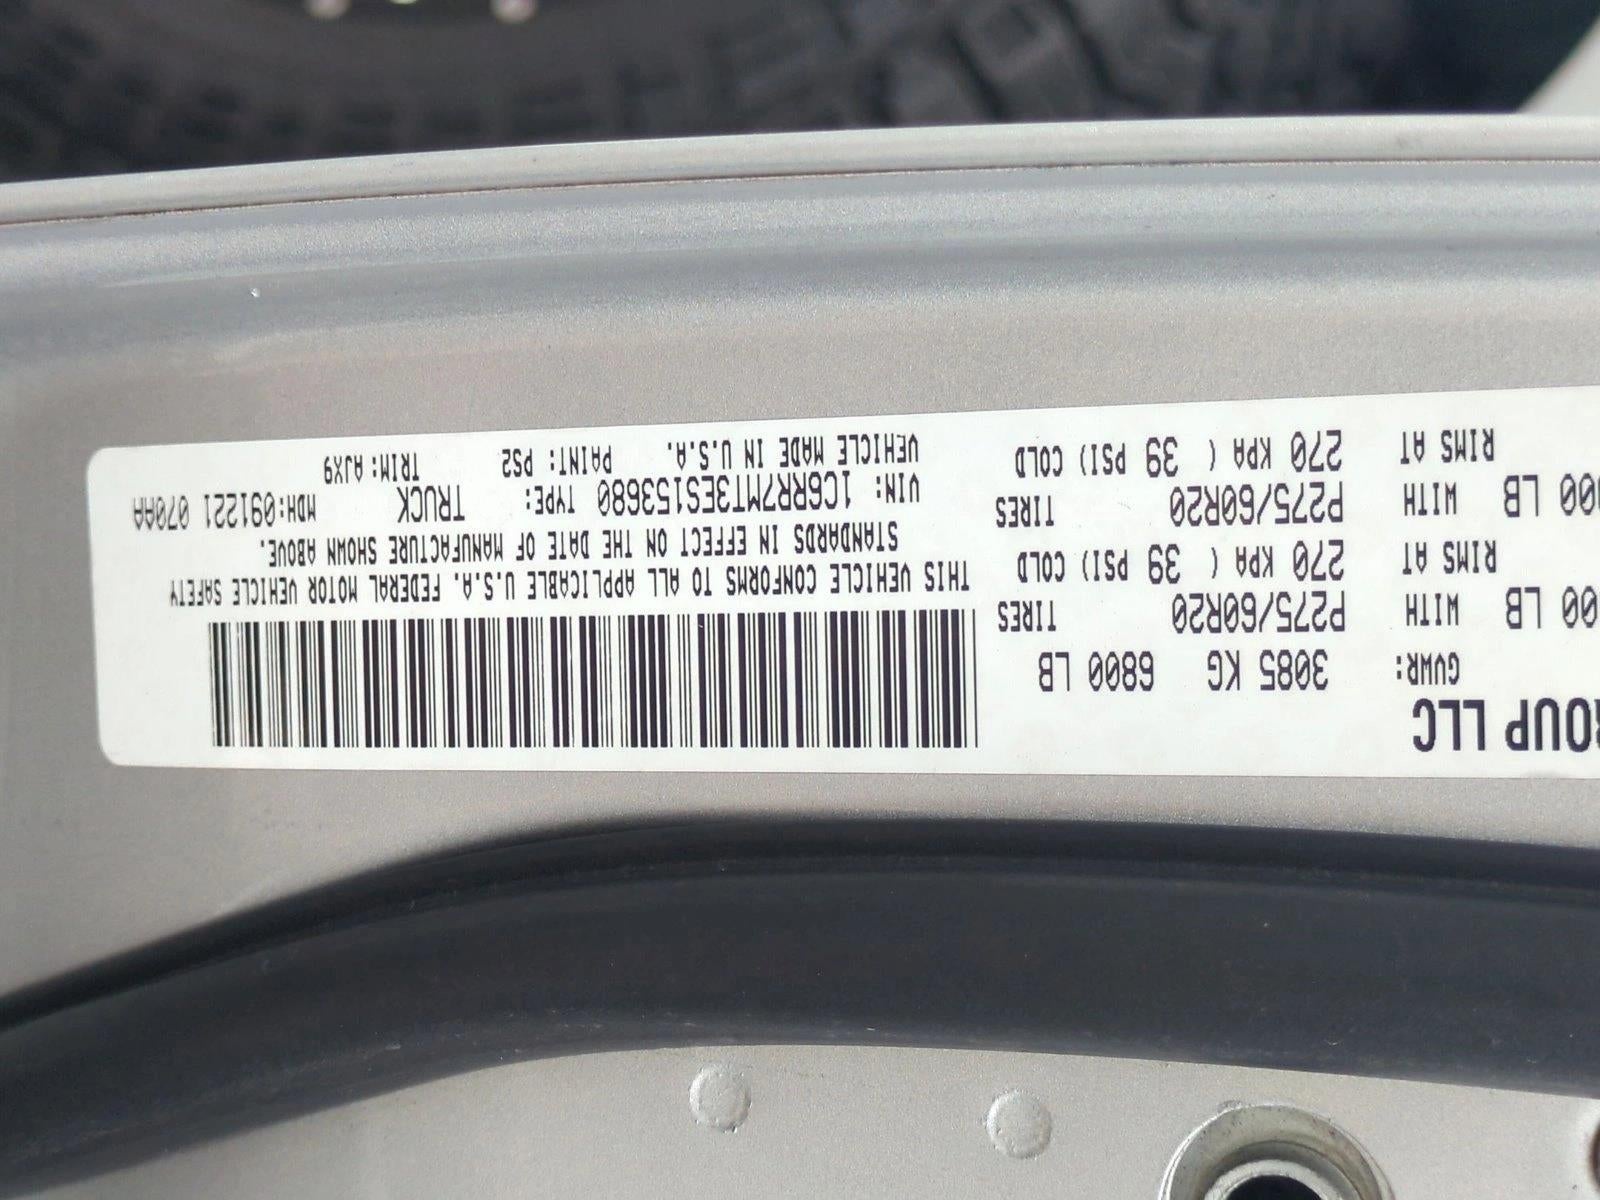 ROUP LLC
GVWR: 3085 KG 6800 LB
00 LB WITH P275/60R20 TIRES
RIMS AT 270 KPA ( 39 PSI) COLD
00 LB WITH P275/60R20 TIRES
RIMS AT 270 KPA ( 39 PSI) COLD
THIS VEHICLE CONFORMS TO ALL APPLICABLE U.S.A. FEDERAL MOTOR VEHICLE SAFETY
STANDARDS IN EFFECT ON THE DATE OF MANUFACTURE SHOWN ABOVE.
VIN: 1C6RR7MT3ES153680 TYPE: TRUCK MDH:091221 070AA
VEHICLE MADE IN U.S.A. PAINT: PS2 TRIM:AJX9